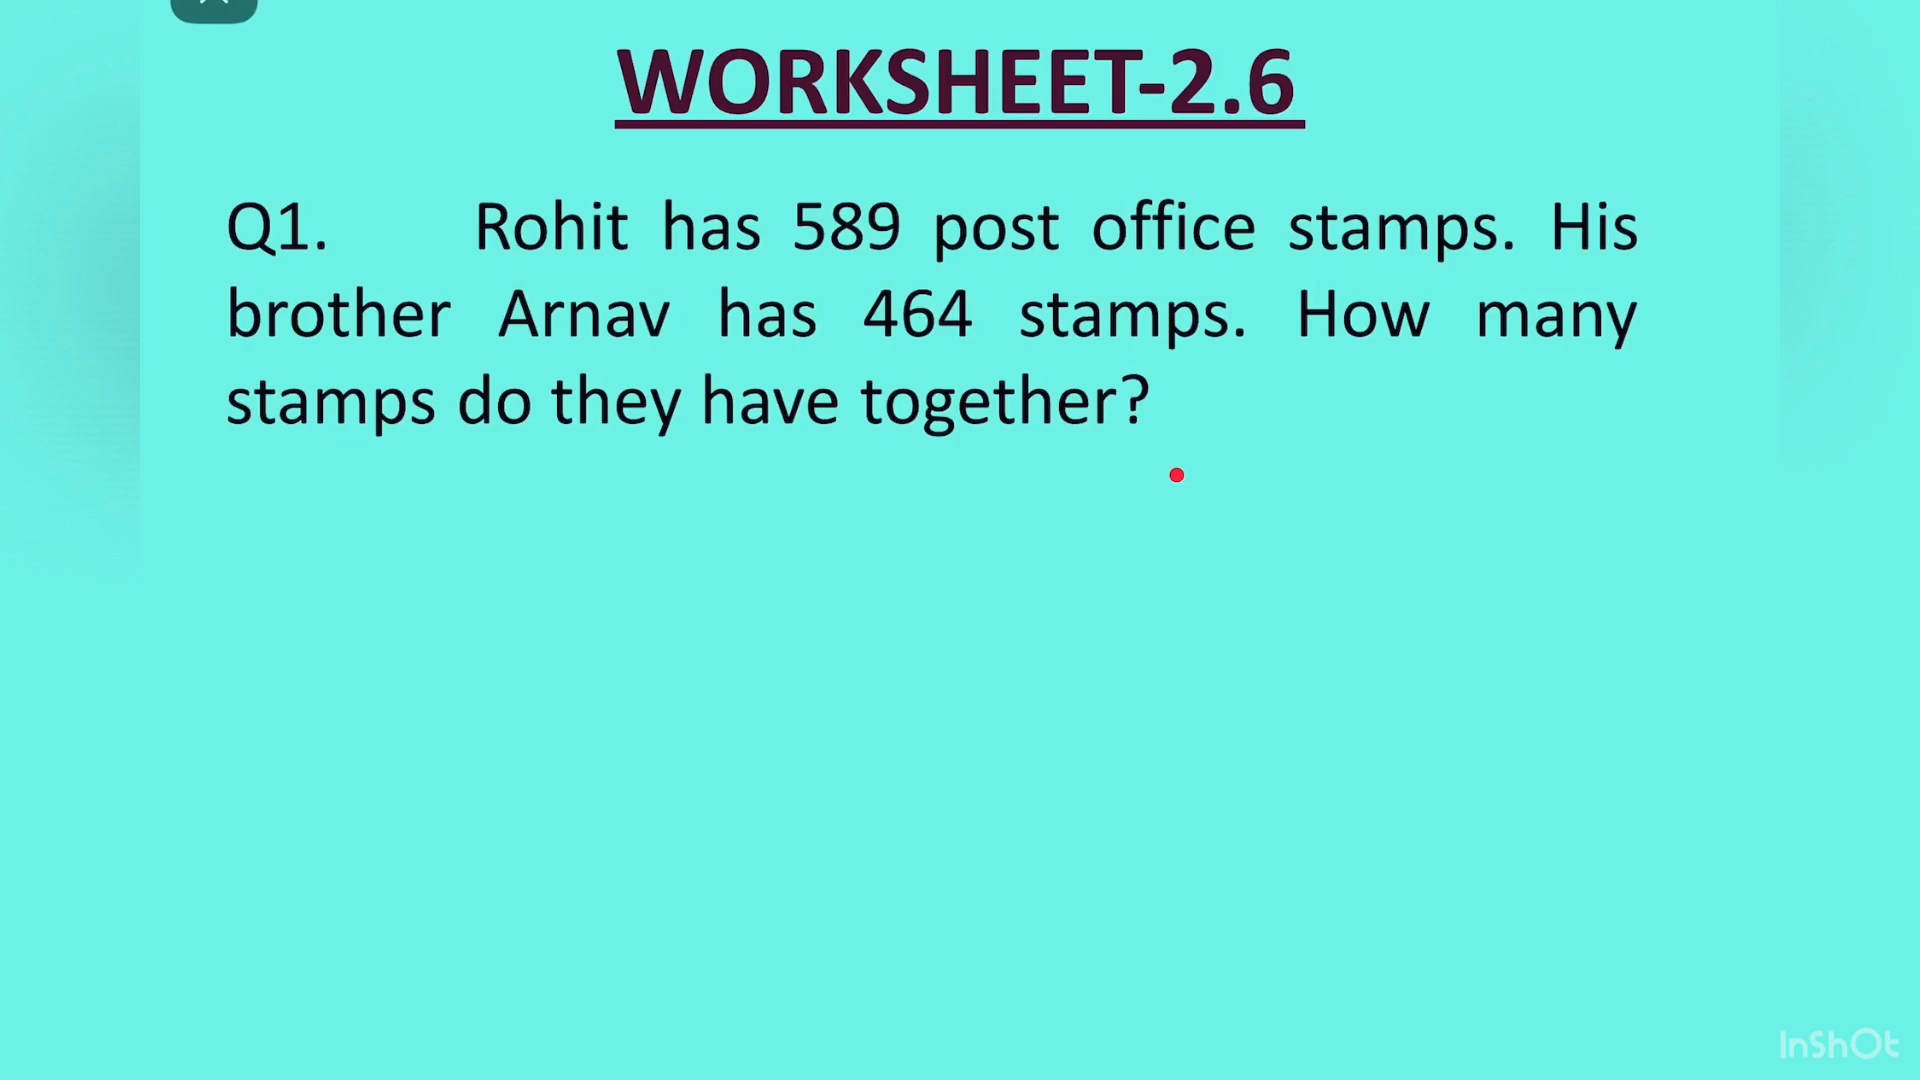 WORKSHEET-2.6
Q1. Rohit has 589 post office stamps. His
brother Arnav has 464 stamps. How many
stamps do they have together?
InShOt